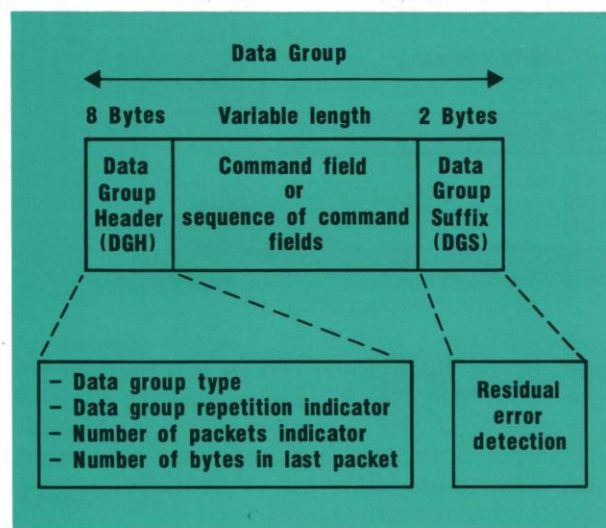 Data Group
8 Bytes Variable length 2 Bytes
Data
Group
Header
(DGH)
Command field
or
sequence of command
fields
Data
Group
Suffix
(DGS)
– Data group type
– Data group repetition indicator
– Number of packets indicator
– Number of bytes in last packet
Residual
error
detection